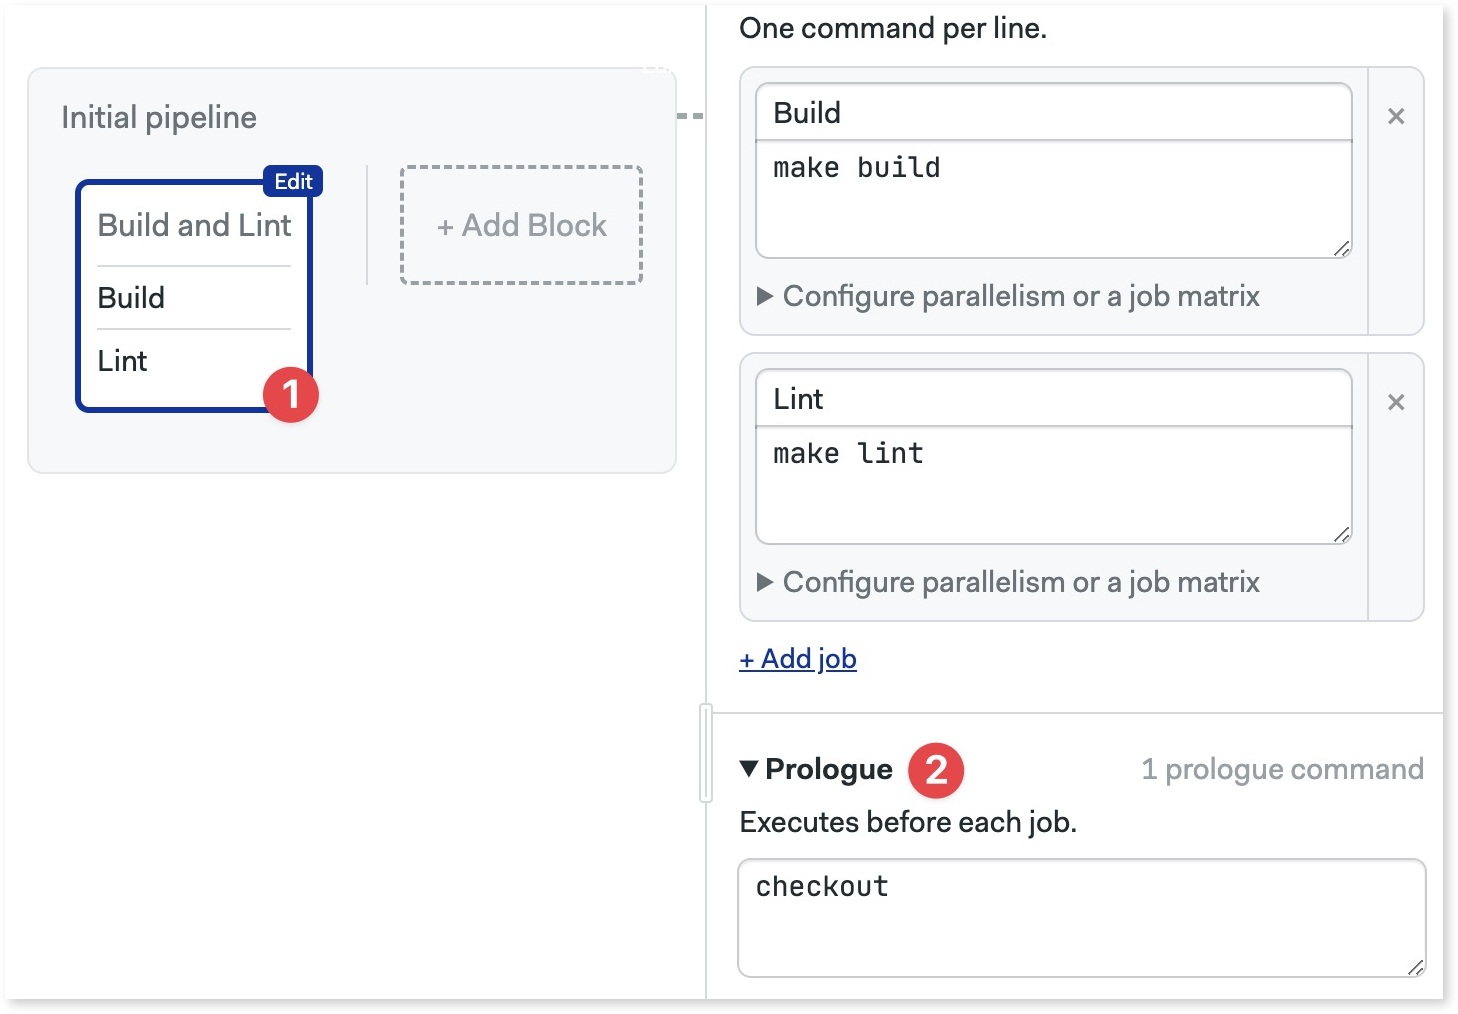 Initial pipeline
Edit
Build and Lint
Build
Lint
1
+ Add Block
One command per line.
Build
×
make build
▶ Configure parallelism or a job matrix
Lint
×
make lint
▶ Configure parallelism or a job matrix
+ Add job
▼ Prologue 2 1 prologue command
Executes before each job.
checkout